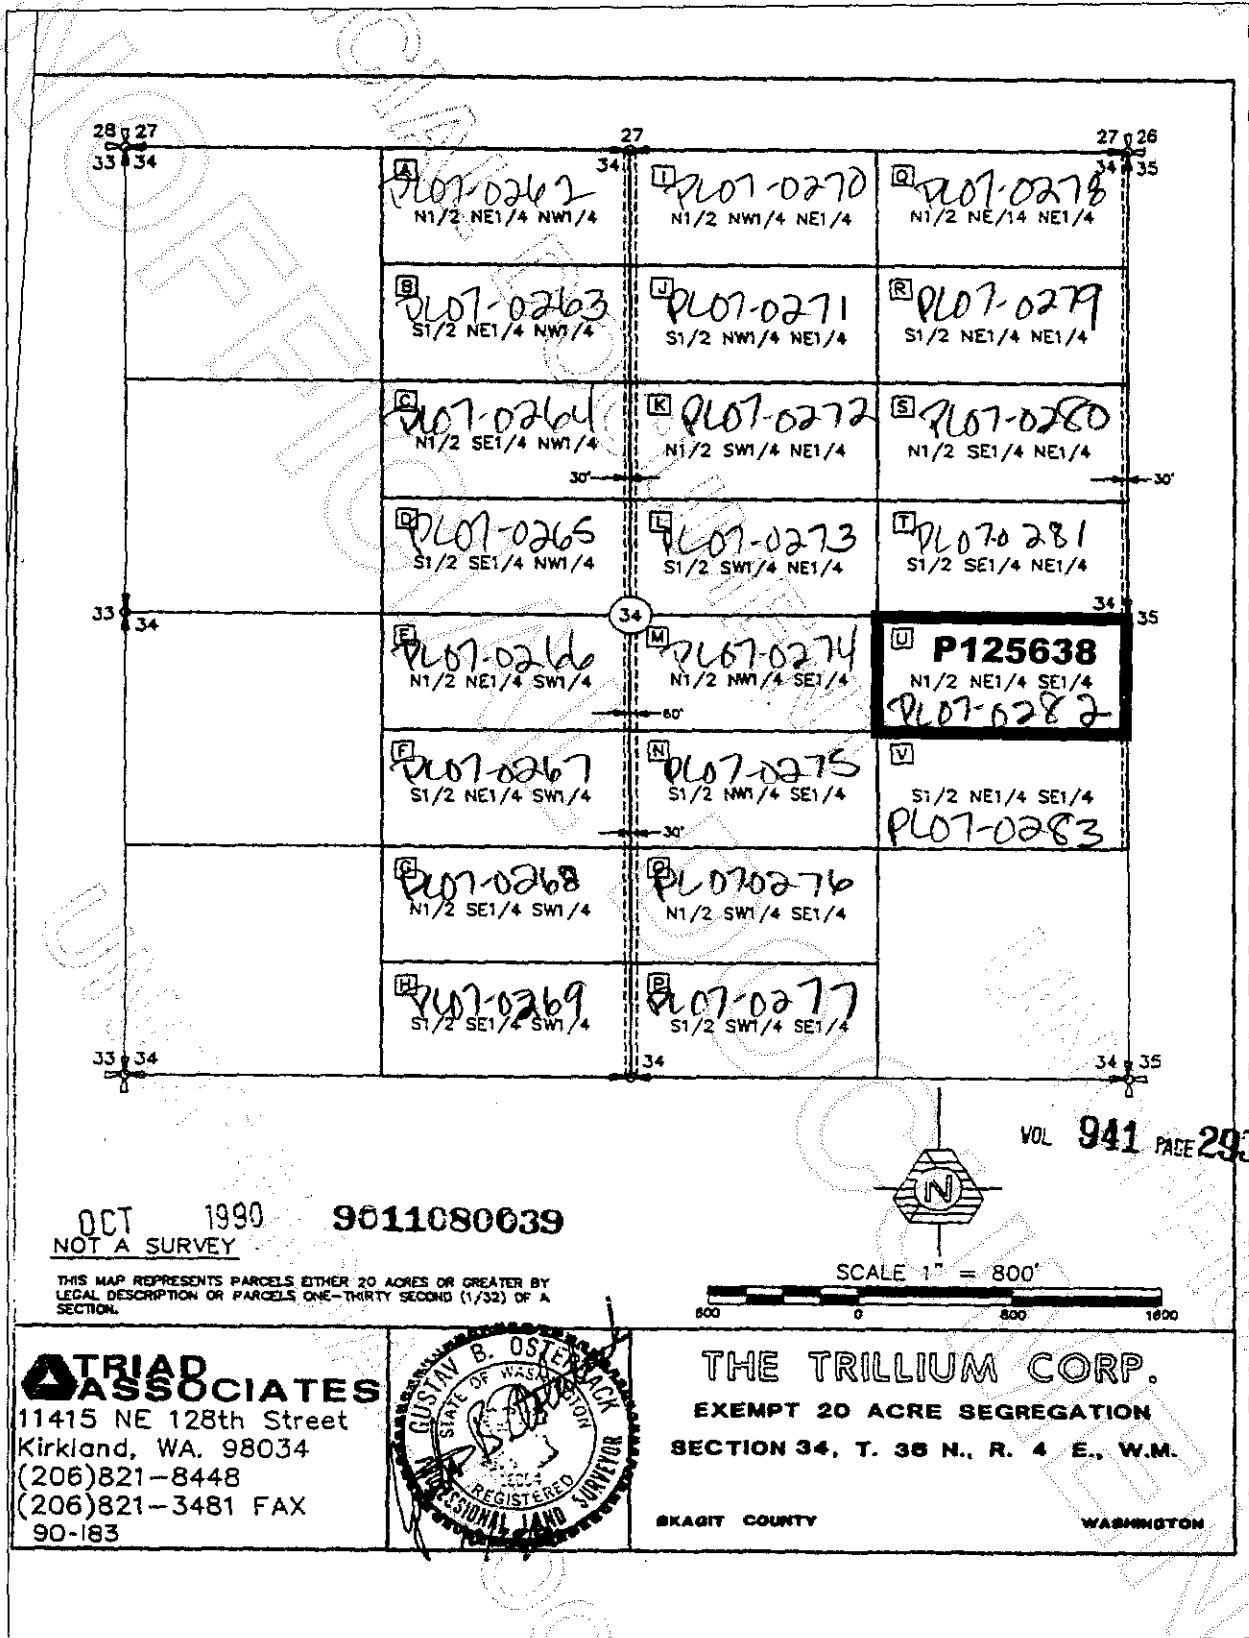 28 27
33 34
27
34
27 26
34 35
A PL07-0262
N1/2 NE1/4 NW1/4
I PL07-0270
N1/2 NW1/4 NE1/4
Q PL07-0278
N1/2 NE/14 NE1/4
B PL07-0263
S1/2 NE1/4 NW1/4
J PL07-0271
S1/2 NW1/4 NE1/4
R PL07-0279
S1/2 NE1/4 NE1/4
C PL07-0264
N1/2 SE1/4 NW1/4
30'
K PL07-0272
N1/2 SW1/4 NE1/4
S PL07-0280
N1/2 SE1/4 NE1/4
30'
D PL07-0265
S1/2 SE1/4 NW1/4
L PL07-0273
S1/2 SW1/4 NE1/4
T PL070281
S1/2 SE1/4 NE1/4
33
34
34
34
35
E PL07-0266
N1/2 NE1/4 SW1/4
M PL07-0274
N1/2 NW1/4 SE1/4
60'
U P125638
N1/2 NE1/4 SE1/4
PL07-0282
F PL07-0267
S1/2 NE1/4 SW1/4
N PL07-0275
S1/2 NW1/4 SE1/4
30'
V
S1/2 NE1/4 SE1/4
PL07-0283
G PL07-0268
N1/2 SE1/4 SW1/4
O PL070276
N1/2 SW1/4 SE1/4
H PL07-0269
S1/2 SE1/4 SW1/4
P PL07-0277
S1/2 SW1/4 SE1/4
33 34
34
34 35
VOL 941 PAGE 293
N
OCT 1990 9011080039
NOT A SURVEY
THIS MAP REPRESENTS PARCELS EITHER 20 ACRES OR GREATER BY
LEGAL DESCRIPTION OR PARCELS ONE-THIRTY SECOND (1/32) OF A
SECTION.
SCALE 1" = 800'
800 0 800 1600
TRIAD
ASSOCIATES
11415 NE 128th Street
Kirkland, WA. 98034
(206)821-8448
(206)821-3481 FAX
90-183
GUSTAV B. OSTERBACK
STATE OF WASHINGTON
REGISTERED
PROFESSIONAL LAND SURVEYOR
THE TRILLIUM CORP.
EXEMPT 20 ACRE SEGREGATION
SECTION 34, T. 36 N., R. 4 E., W.M.
SKAGIT COUNTY WASHINGTON
UNOFFICIAL DOCUMENT